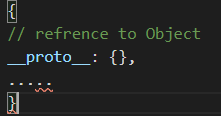 {
// refrence to Object
__proto__: {},
.....
}